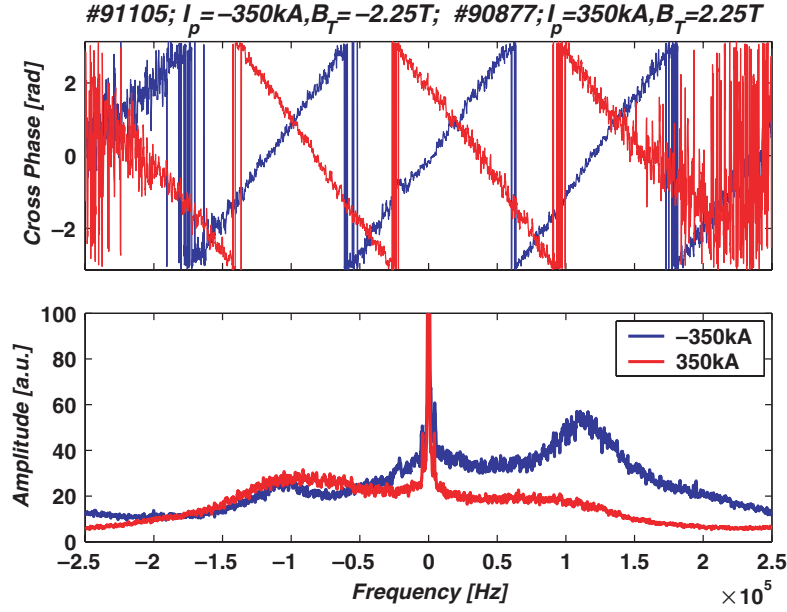 #91105; I_p=−350kA,B_T=−2.25T; #90877;I_p=350kA,B_T=2.25T
Cross Phase [rad]
2
0
−2
Amplitude [a.u.]
100
80
60
40
20
0
−350kA
350kA
−2.5 −2 −1.5 −1 −0.5 0 0.5 1 1.5 2 2.5
Frequency [Hz]
× 10^5